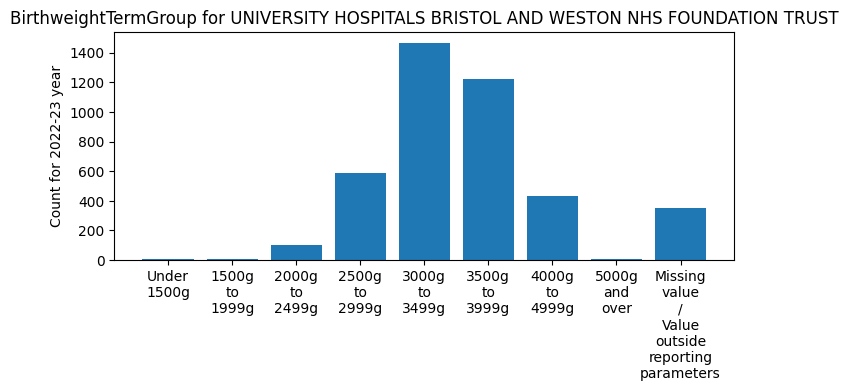 BirthweightTermGroup for UNIVERSITY HOSPITALS BRISTOL AND WESTON NHS FOUNDATION TRUST
Count for 2022-23 year
1400
1200
1000
800
600
400
200
0
Under
1500g
1500g
to
1999g
2000g
to
2499g
2500g
to
2999g
3000g
to
3499g
3500g
to
3999g
4000g
to
4999g
5000g
and
over
Missing
value
/
Value
outside
reporting
parameters